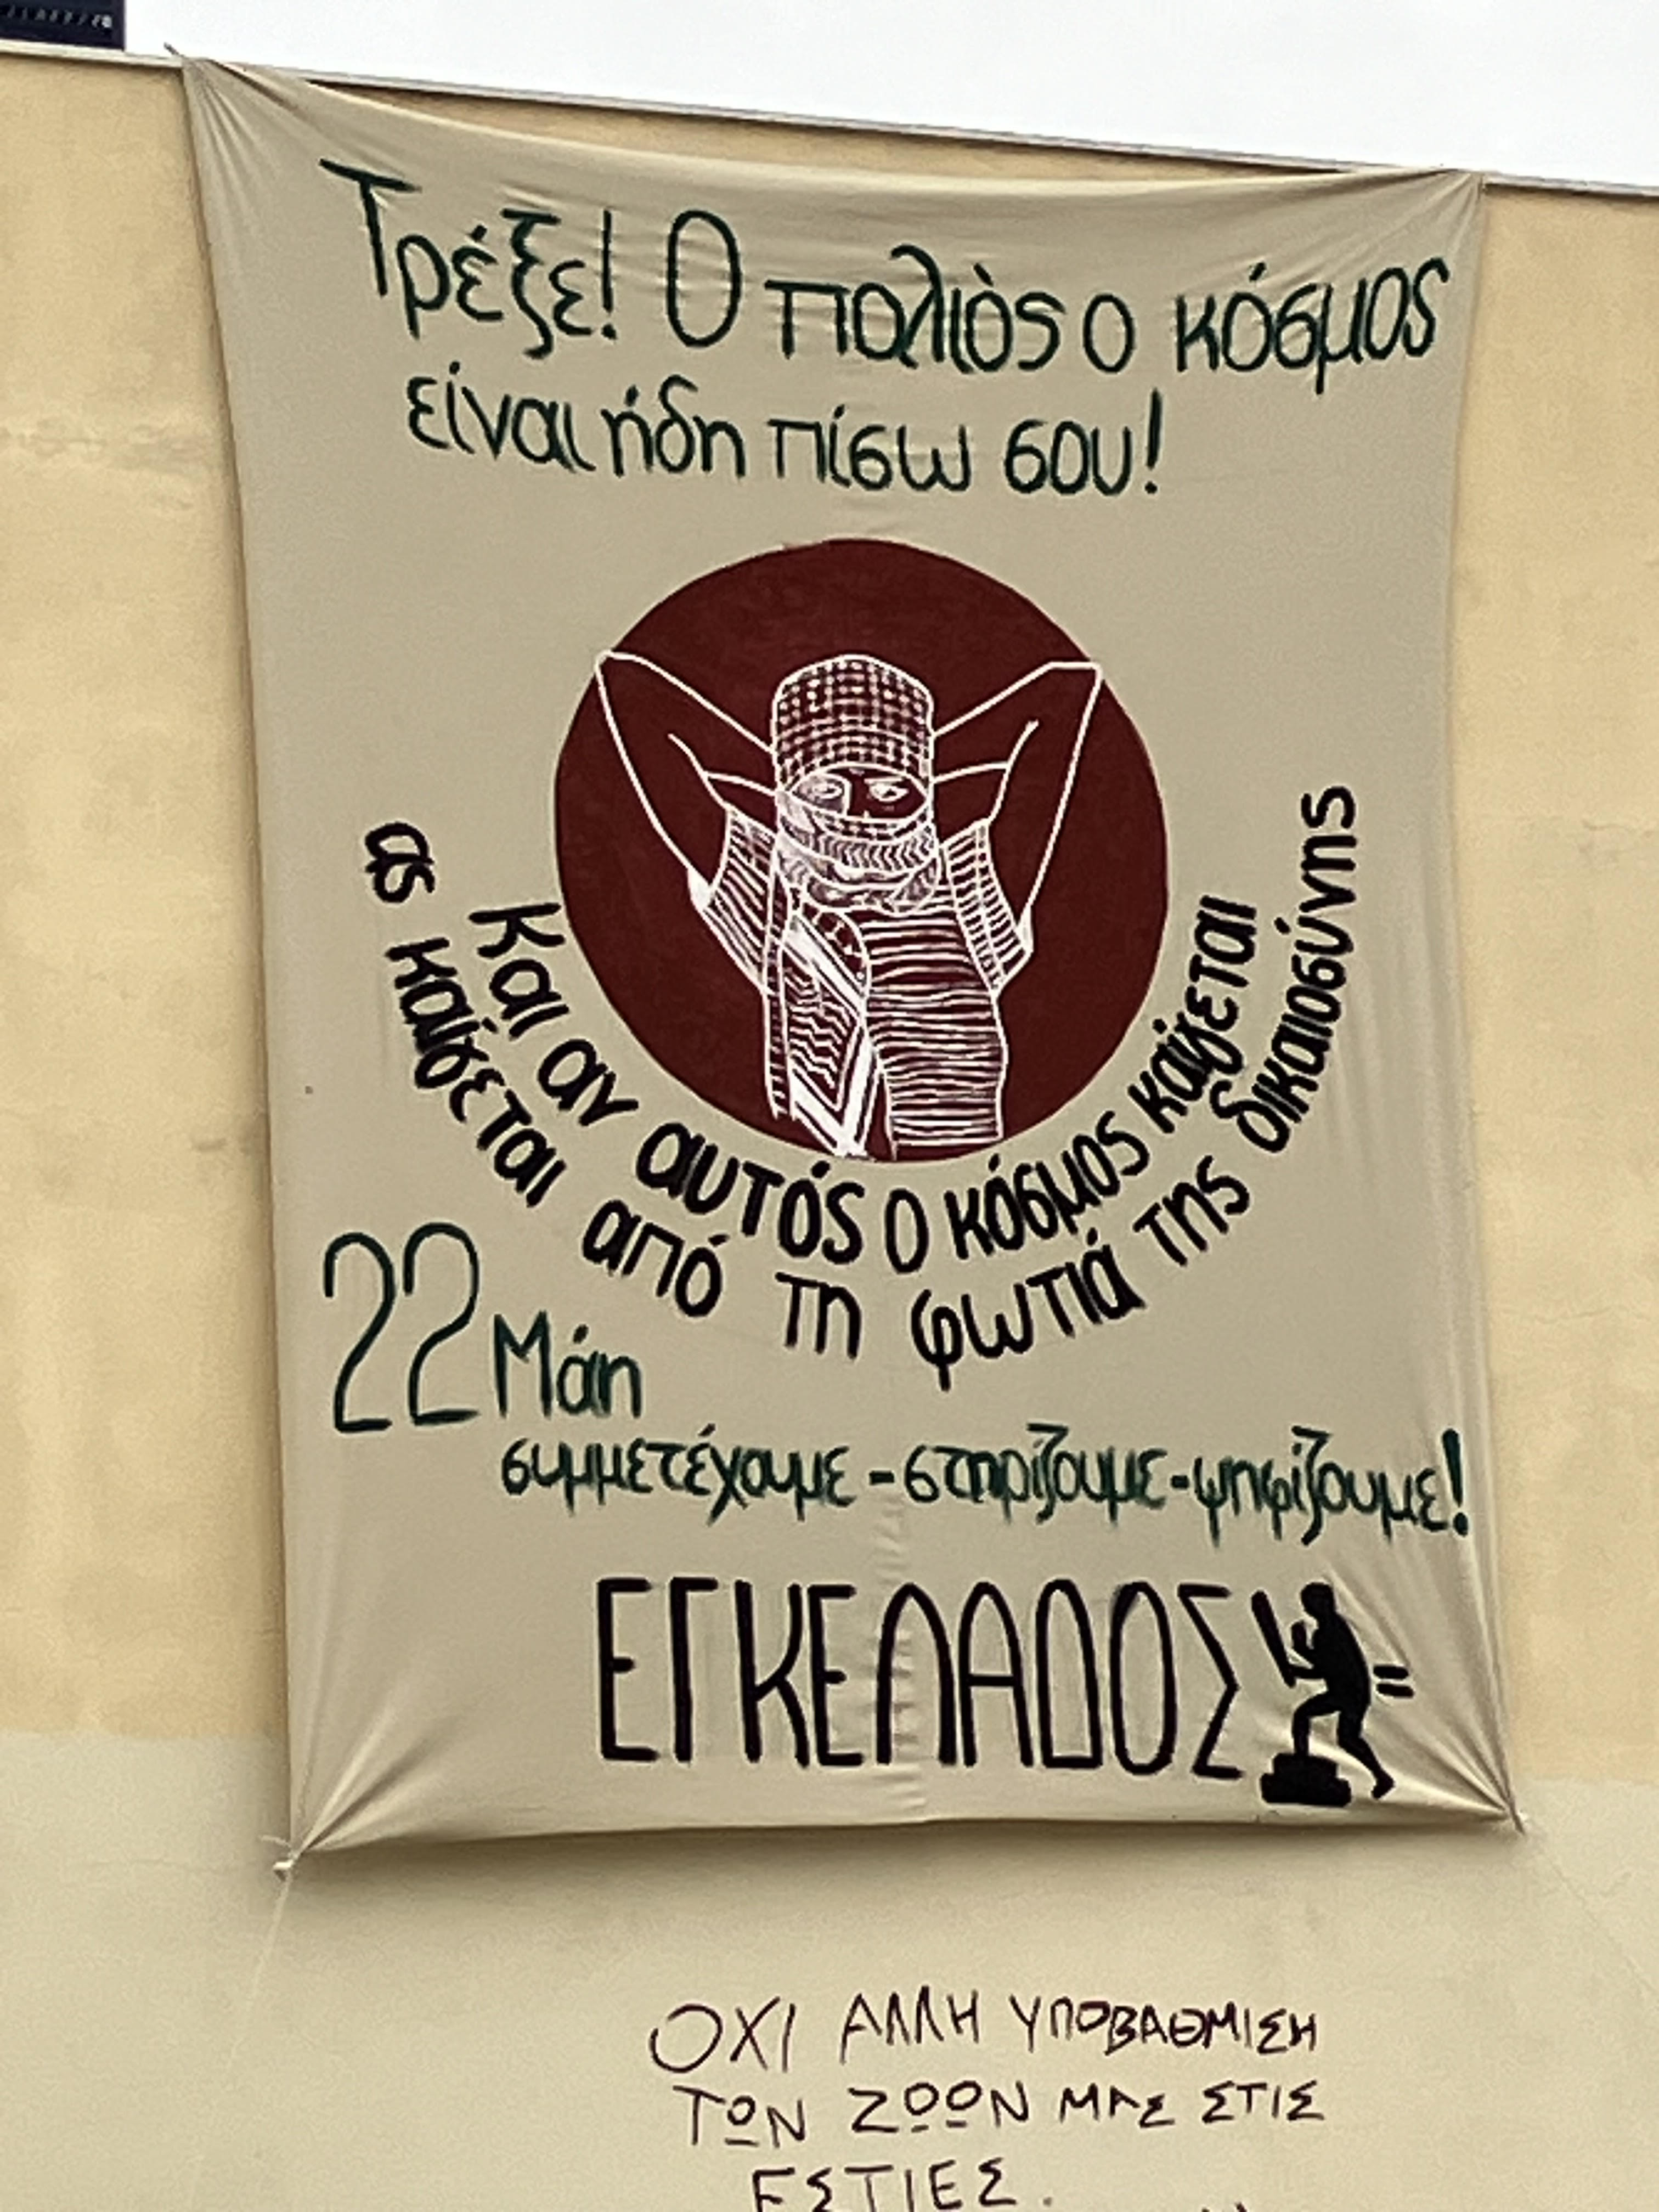 Τρέξε! Ο παλιός ο κόσμος
είναι ήδη πίσω σου!
Και αν αυτός ο κόσμος καίγεται
ας καίγεται από τη φωτιά της δικαιοσύνης
22 Μάη
συμμετέχουμε - στηρίζουμε - ψηφίζουμε!
ΕΓΚΕΛΑΔΟΣ
ΟΧΙ ΑΛΛΗ ΥΠΟΒΑΘΜΙΣΗ
ΤΩΝ ΖΩΩΝ ΜΑΣ ΣΤΙΣ
ΕΣΤΙΕΣ.